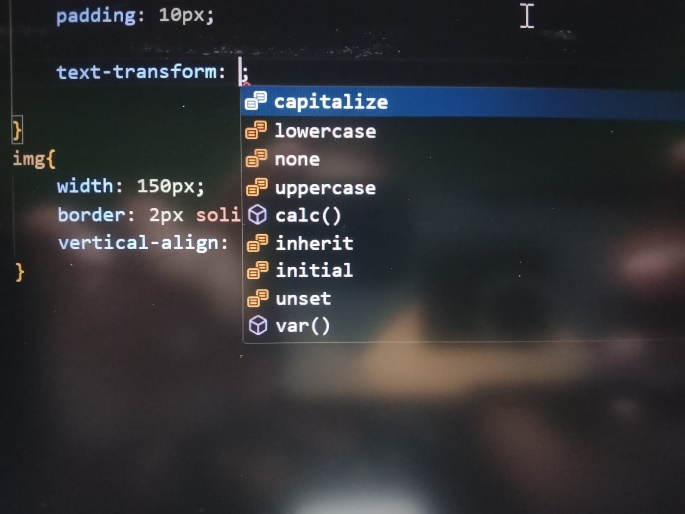 padding: 10px;
text-transform: ;
capitalize
}
lowercase
img{
none
width: 150px;
uppercase
border: 2px soli
calc()
vertical-align:
inherit
}
initial
unset
var()